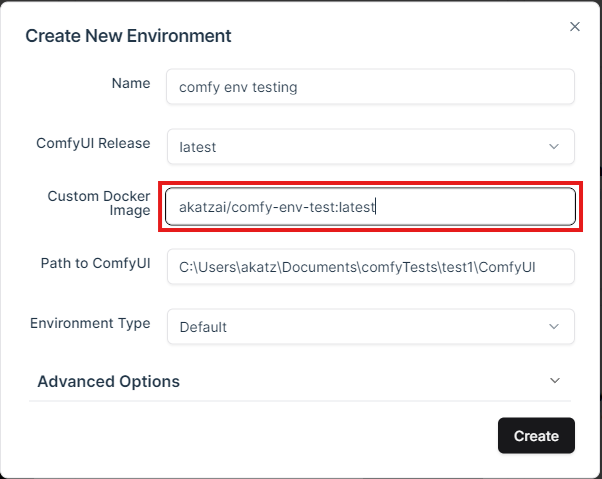 Create New Environment
Name
comfy env testing
ComfyUI Release
latest
Custom Docker
Image
akatzai/comfy-env-test:latest
Path to ComfyUI
C:\Users\akatz\Documents\comfyTests\test1\ComfyUI
Environment Type
Default
Advanced Options
Create